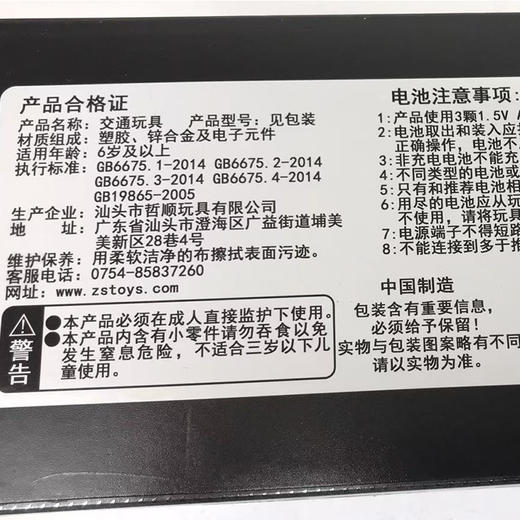 产品合格证
产品名称：交通玩具　产品型号：见包装
材质组成：塑胶、锌合金及电子元件
适用年龄：6岁及以上
执行标准：GB6675.1-2014 GB6675.2-2014
GB6675.3-2014 GB6675.4-2014
GB19865-2005
生产企业：汕头市哲顺玩具有限公司
地　址：广东省汕头市澄海区广益街道埔美
美新区28巷4号
维护保养：用柔软洁净的布擦拭表面污迹。
客服电话：0754-85837260
网址：www.zstoys.com
警告
●本产品必须在成人直接监护下使用。
●本产品内含有小零件请勿吞食以免
发生窒息危险，不适合三岁以下儿
童使用。
电池注意事项：
1：产品使用3颗1.5V A
2：电池取出和装入应
正确操作，电池不
3：非充电电池不能充
4：不同类型的电池或
5：只有和推荐电池相
6：用尽的电池应从玩
用，请将玩具
7：电源端子不得短路
8：不能连接到多于推
中国制造
包装含有重要信息，
必须给予保留！
实物与包装图案略有不同
请以实物为准。